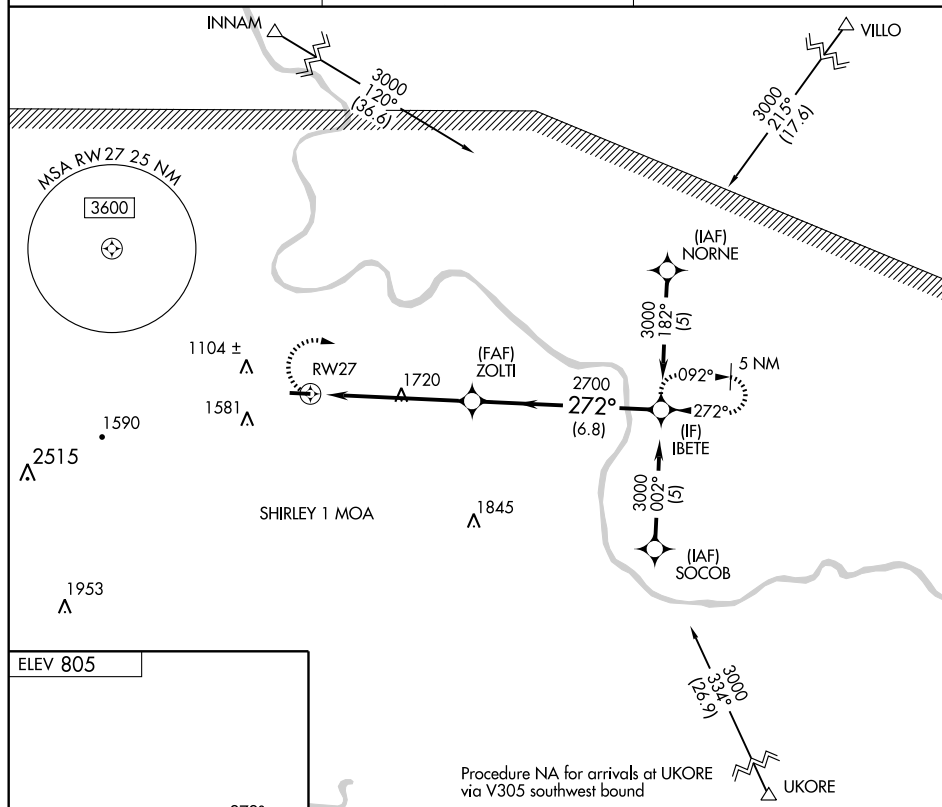 INNAM
VILLO
3000
120°
(36.6)
3000
215°
(17.6)
MSA RW27 25 NM
3600
(IAF)
NORNE
3000
182°
(5)
1104 ±
RW27
1720
(FAF)
ZOLTI
2700
272°
(6.8)
092°
5 NM
272°
(IF)
IBETE
1581
1590
2515
SHIRLEY 1 MOA
1845
3000
002°
(5)
(IAF)
SOCOB
1953
ELEV 805
3000
334°
(26.9)
Procedure NA for arrivals at UKORE
via V305 southwest bound
UKORE